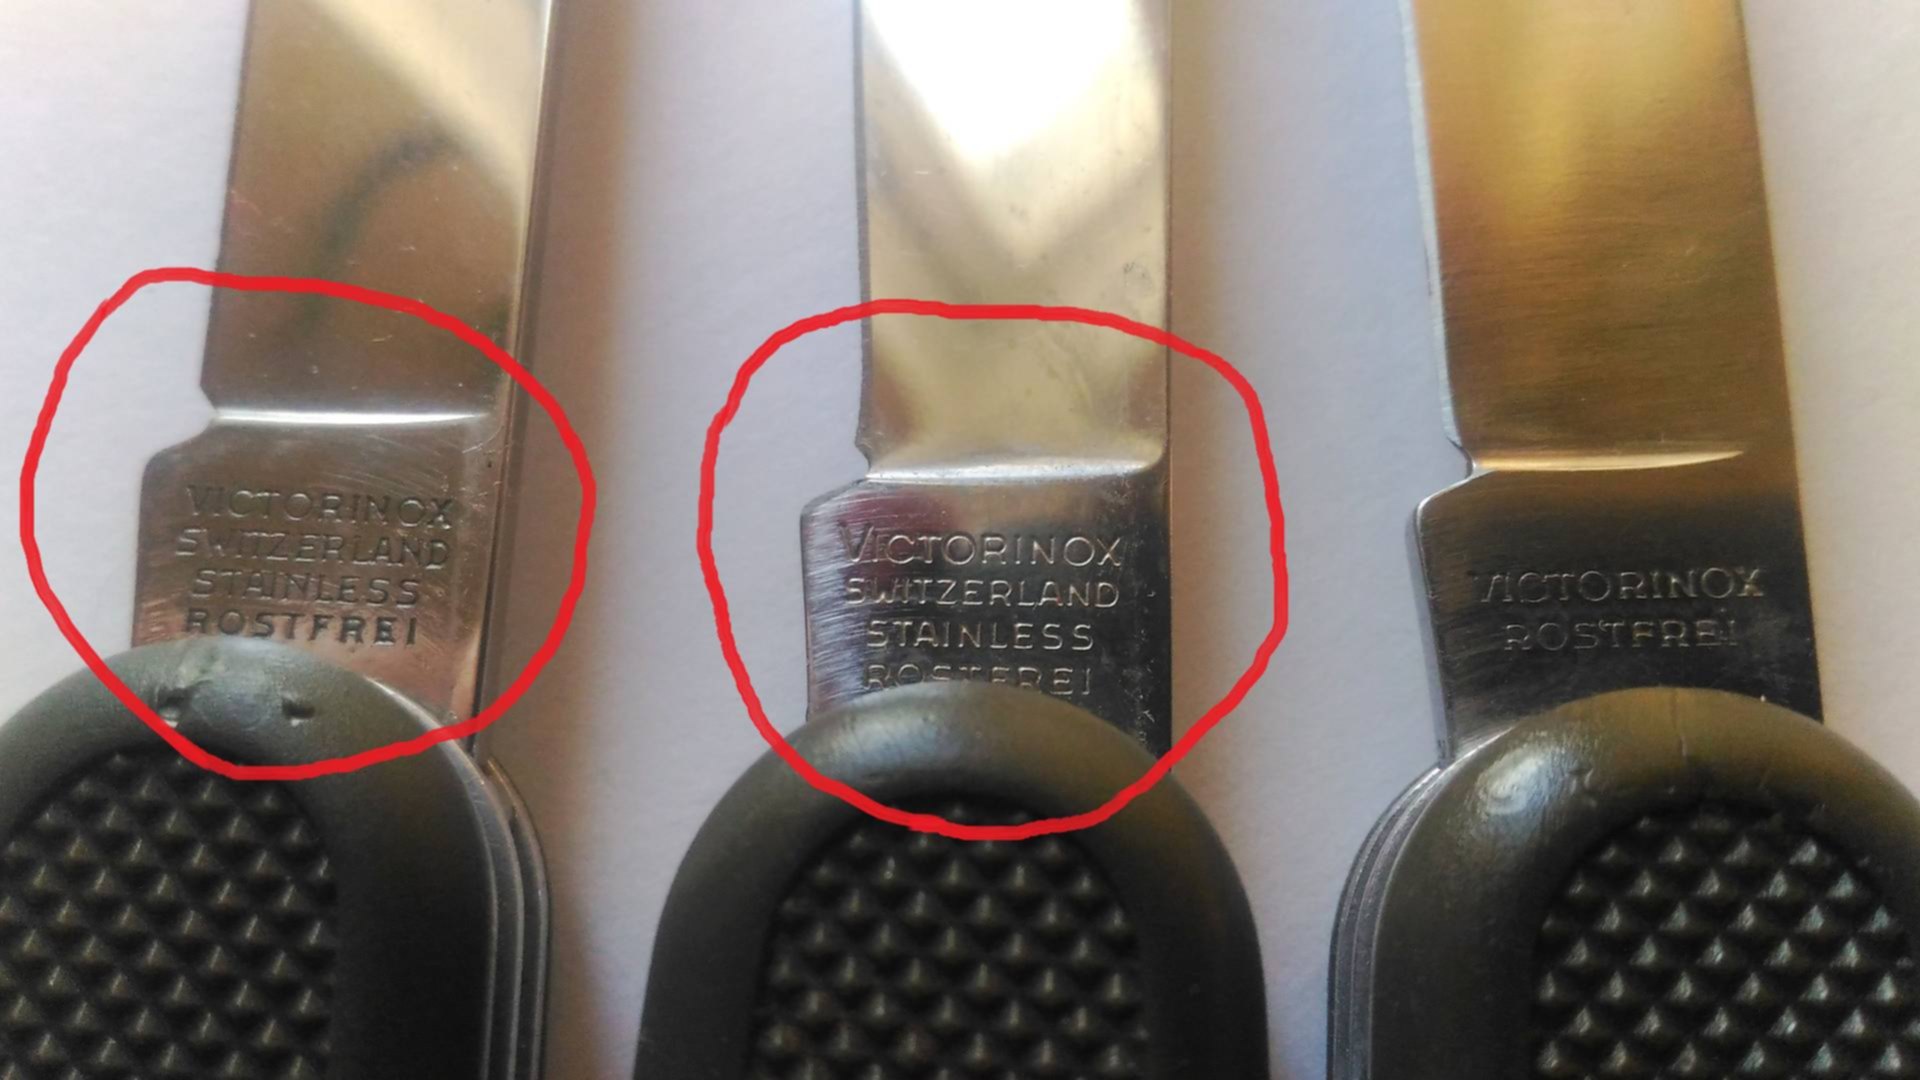 VICTORINOX
SWITZERLAND
STAINLESS
ROSTFREI
VICTORINOX
SWITZERLAND
STAINLESS
ROSTFREI
VICTORINOX
ROSTFREI